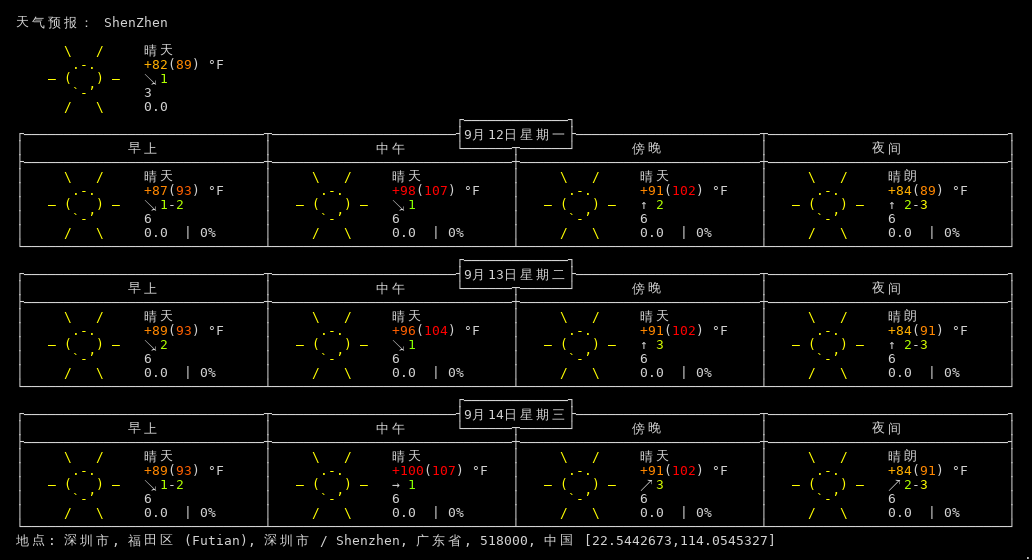 天气预报： ShenZhen
晴天
+82(89) °F
↘ 1
3
0.0
9月12日星期一
早上 中午 傍晚 夜间
晴天 晴天 晴天 晴朗
+87(93) °F +98(107) °F +91(102) °F +84(89) °F
↘ 1-2 ↘ 1 ↑ 2 ↑ 2-3
6 6 6 6
0.0 | 0% 0.0 | 0% 0.0 | 0% 0.0 | 0%
9月13日星期二
早上 中午 傍晚 夜间
晴天 晴天 晴天 晴朗
+89(93) °F +96(104) °F +91(102) °F +84(91) °F
↘ 2 ↘ 1 ↑ 3 ↑ 2-3
6 6 6 6
0.0 | 0% 0.0 | 0% 0.0 | 0% 0.0 | 0%
9月14日星期三
早上 中午 傍晚 夜间
晴天 晴天 晴天 晴朗
+89(93) °F +100(107) °F +91(102) °F +84(91) °F
↘ 1-2 → 1 ↗ 3 ↗ 2-3
6 6 6 6
0.0 | 0% 0.0 | 0% 0.0 | 0% 0.0 | 0%
地点: 深圳市, 福田区 (Futian), 深圳市 / Shenzhen, 广东省, 518000, 中国 [22.5442673,114.0545327]